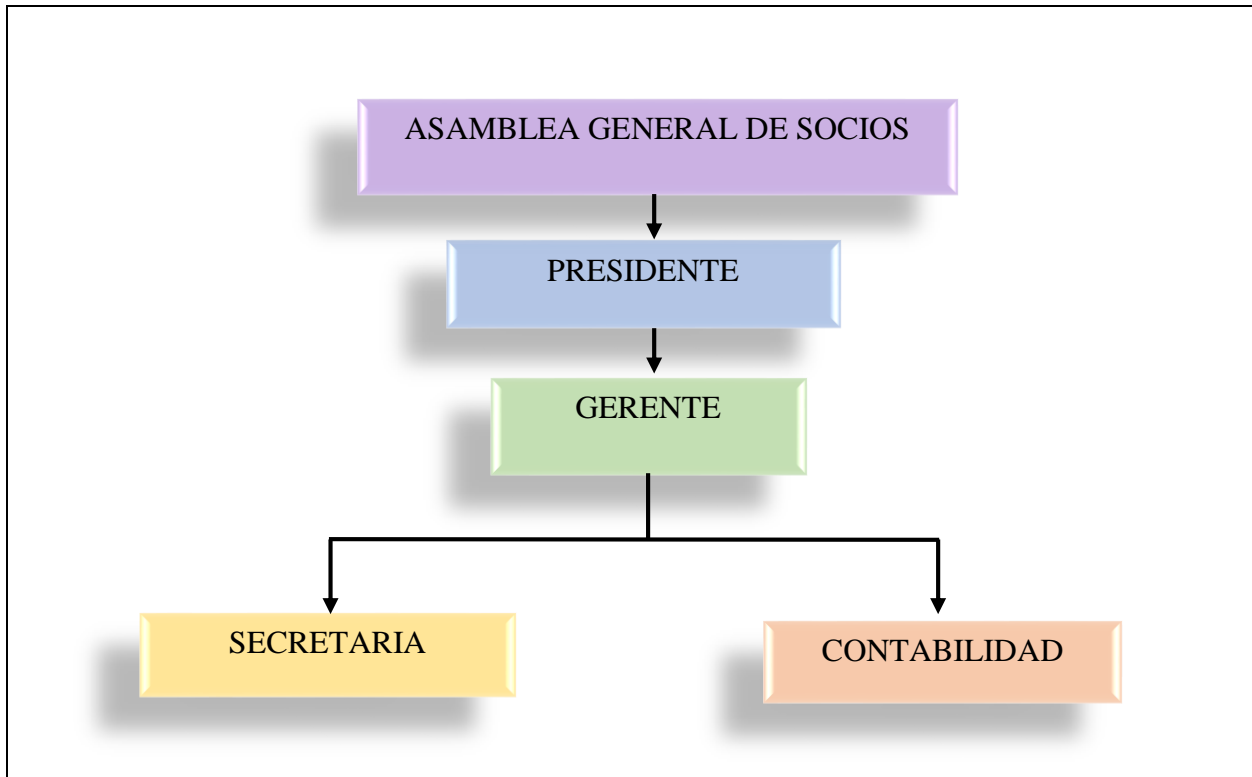 ASAMBLEA GENERAL DE SOCIOS
PRESIDENTE
GERENTE
SECRETARIA
CONTABILIDAD